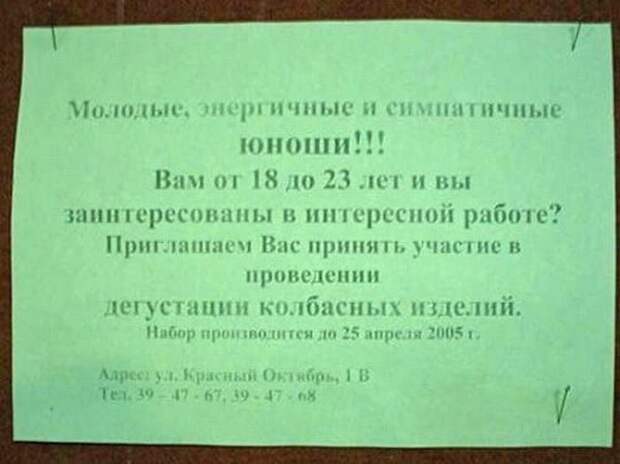 Молодые, энергичные и симпатичные
юноши!!!
Вам от 18 до 23 лет и вы
заинтересованы в интересной работе?
Приглашаем Вас принять участие в
проведении
дегустации колбасных изделий.
Набор производится до 25 апреля 2005 г.
Адрес: ул. Красный Октябрь, 1 В
Тел. 39 - 47 - 67, 39 - 47 - 68